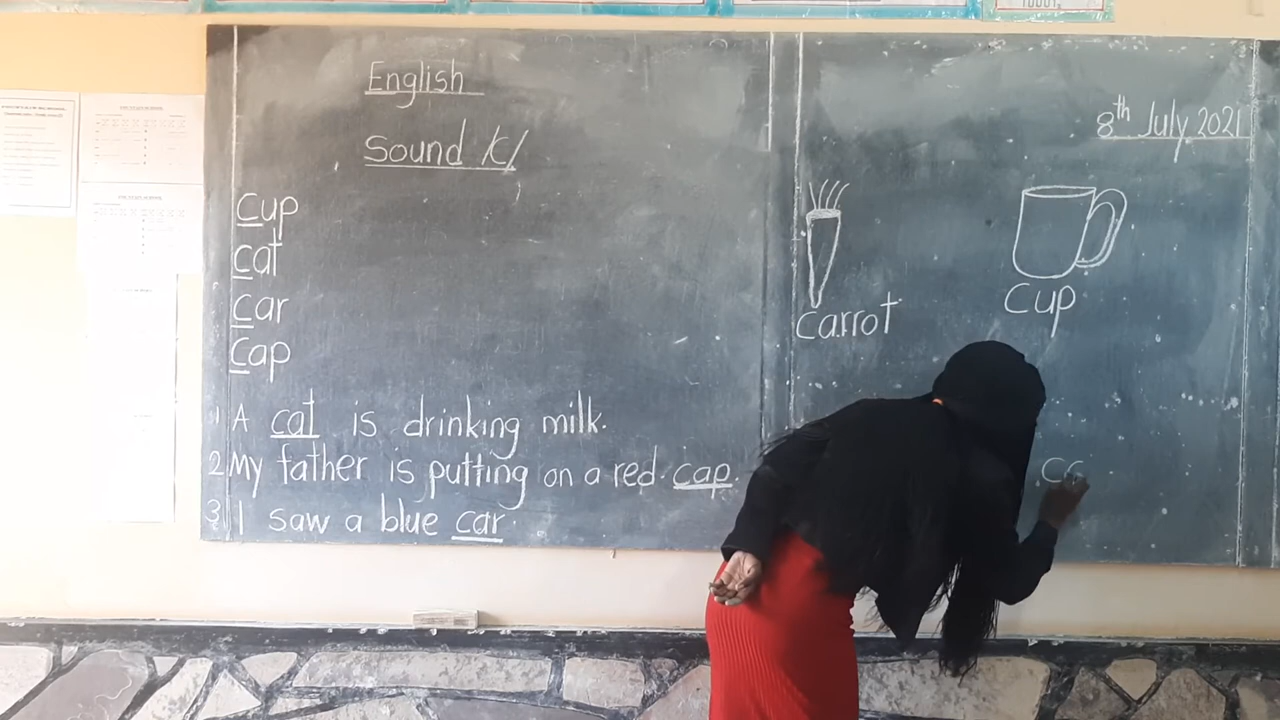 English
Sound /c/
Cup
cat
car
cap
1 A cat is drinking milk.
2 My father is putting on a red cap.
3 I saw a blue car.
8th July 2021
carrot
cup
ca